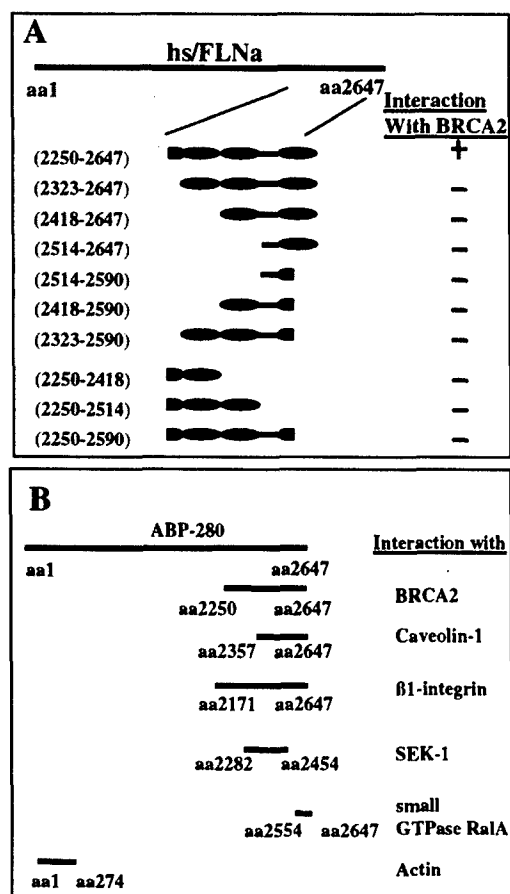 A
hs/FLNa
aa1 aa2647
Interaction
With BRCA2
(2250-2647) +
(2323-2647) –
(2418-2647) –
(2514-2647) –
(2514-2590) –
(2418-2590) –
(2323-2590) –
(2250-2418) –
(2250-2514) –
(2250-2590) –
B
ABP-280
Interaction with
aa1 aa2647
aa2250 aa2647 BRCA2
aa2357 aa2647 Caveolin-1
aa2171 aa2647 ß1-integrin
aa2282 aa2454 SEK-1
small
aa2554 aa2647 GTPase RalA
aa1 aa274 Actin